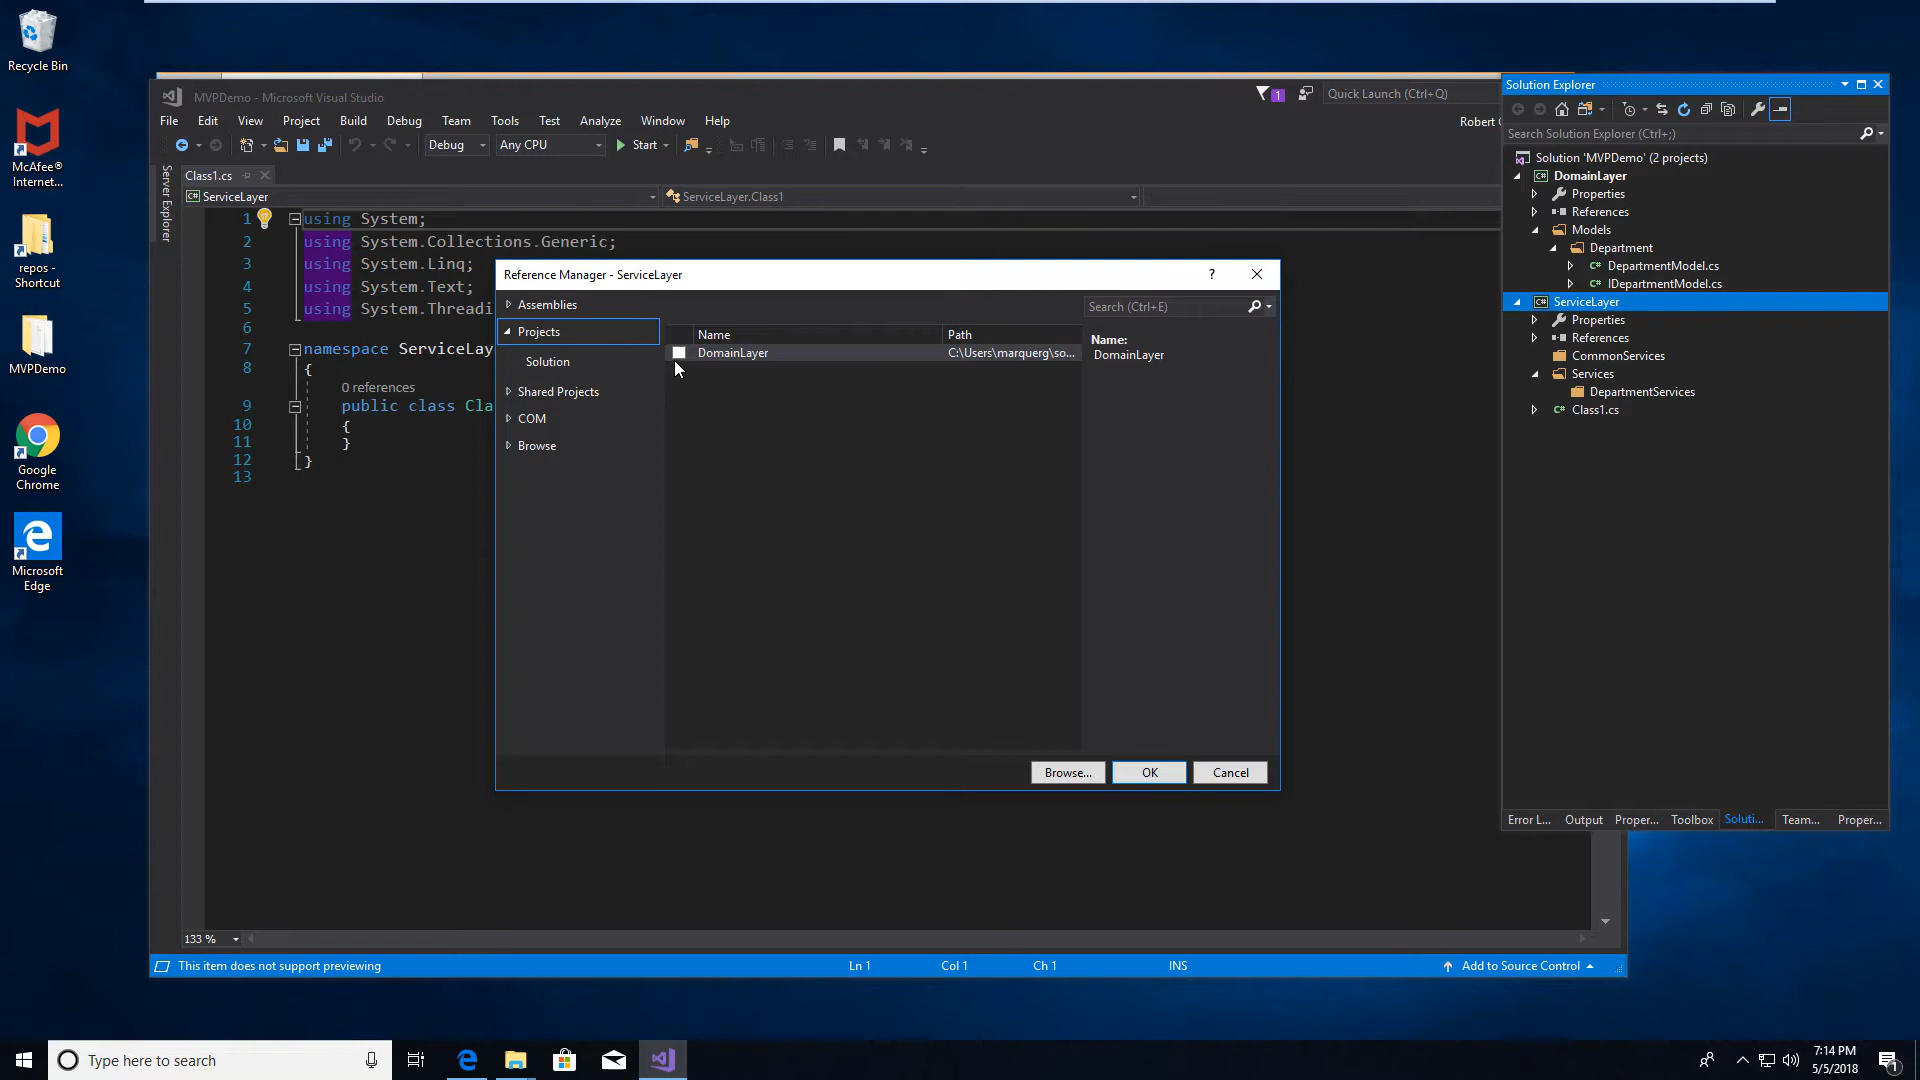 Recycle Bin
McAfee®
Internet...
repos -
Shortcut
MVPDemo
Google
Chrome
Microsoft
Edge
MVPDemo - Microsoft Visual Studio
1
Quick Launch (Ctrl+Q)
File Edit View Project Build Debug Team Tools Test Analyze Window Help
Robert
Debug Any CPU Start
Server Explorer
Class1.cs
ServiceLayer
ServiceLayer.Class1
1 using System;
2 using System.Collections.Generic;
3 using System.Linq;
4 using System.Text;
5 using System.Threadi
6
7 namespace ServiceLay
8 {
0 references
9 public class Cla
10 {
11 }
12 }
13
133 %
This item does not support previewing
Ln 1 Col 1 Ch 1 INS
Add to Source Control
Reference Manager - ServiceLayer
?
Assemblies
Projects
Solution
Shared Projects
COM
Browse
Search (Ctrl+E)
Name Path
DomainLayer C:\Users\marquerg\so...
Name:
DomainLayer
Browse... OK Cancel
Solution Explorer
Search Solution Explorer (Ctrl+;)
Solution 'MVPDemo' (2 projects)
C# DomainLayer
Properties
References
Models
Department
C# DepartmentModel.cs
C# IDepartmentModel.cs
C# ServiceLayer
Properties
References
CommonServices
Services
DepartmentServices
C# Class1.cs
Error L... Output Proper... Toolbox Soluti... Team... Proper...
Type here to search
7:14 PM
5/5/2018
1